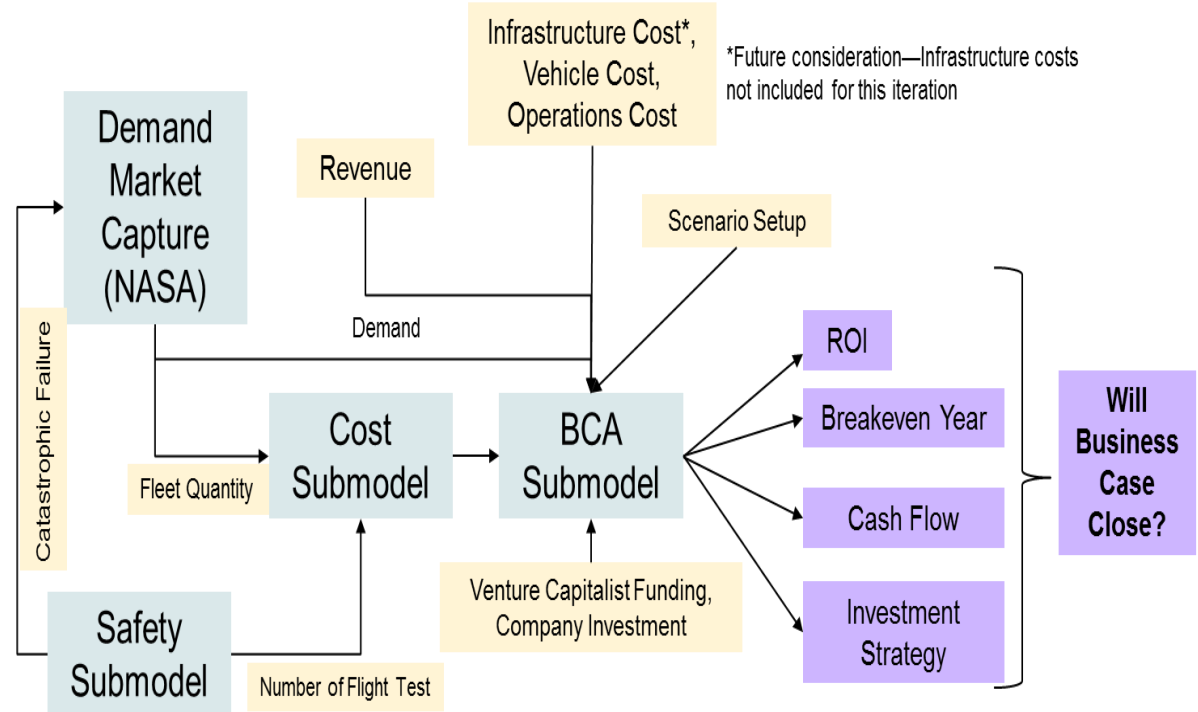 Infrastructure Cost*,
Vehicle Cost,
Operations Cost
*Future consideration—Infrastructure costs
not included for this iteration
Demand
Market
Capture
(NASA)
Revenue
Scenario Setup
Demand
Catastrophic Failure
ROI
Breakeven Year
Cash Flow
Investment
Strategy
Will
Business
Case
Close?
Cost
Submodel
BCA
Submodel
Fleet Quantity
Venture Capitalist Funding,
Company Investment
Safety
Submodel
Number of Flight Test